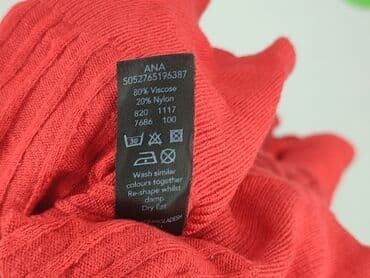 ANA
5052765196387
80% Viscose
20% Nylon
820 1117
7686 100
30
Wash similar
colours together
Re-shape whilst
damp
Dry flat